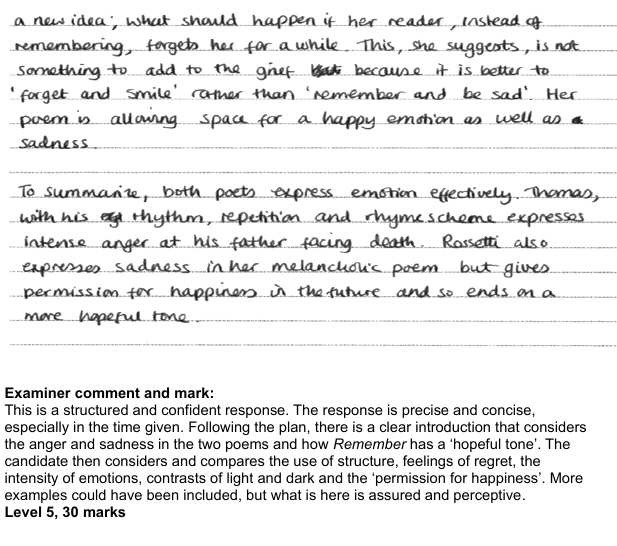 a new idea; what should happen if her reader, instead of
remembering, forgets her for a while. This, she suggests, is not
something to add to the grief because it is better to
'forget and smile' rather than 'remember and be sad'. Her
poem is allowing space for a happy emotion as well as
sadness.
To summarize, both poets express emotion effectively. Thomas,
with his rhythm, repetition and rhyme scheme expresses
intense anger at his father facing death. Rossetti also
expresses sadness in her melancholic poem but gives
permission for happiness in the future and so ends on a
more hopeful tone.
Examiner comment and mark:
This is a structured and confident response. The response is precise and concise,
especially in the time given. Following the plan, there is a clear introduction that considers
the anger and sadness in the two poems and how Remember has a ‘hopeful tone’. The
candidate then considers and compares the use of structure, feelings of regret, the
intensity of emotions, contrasts of light and dark and the ‘permission for happiness’. More
examples could have been included, but what is here is assured and perceptive.
Level 5, 30 marks